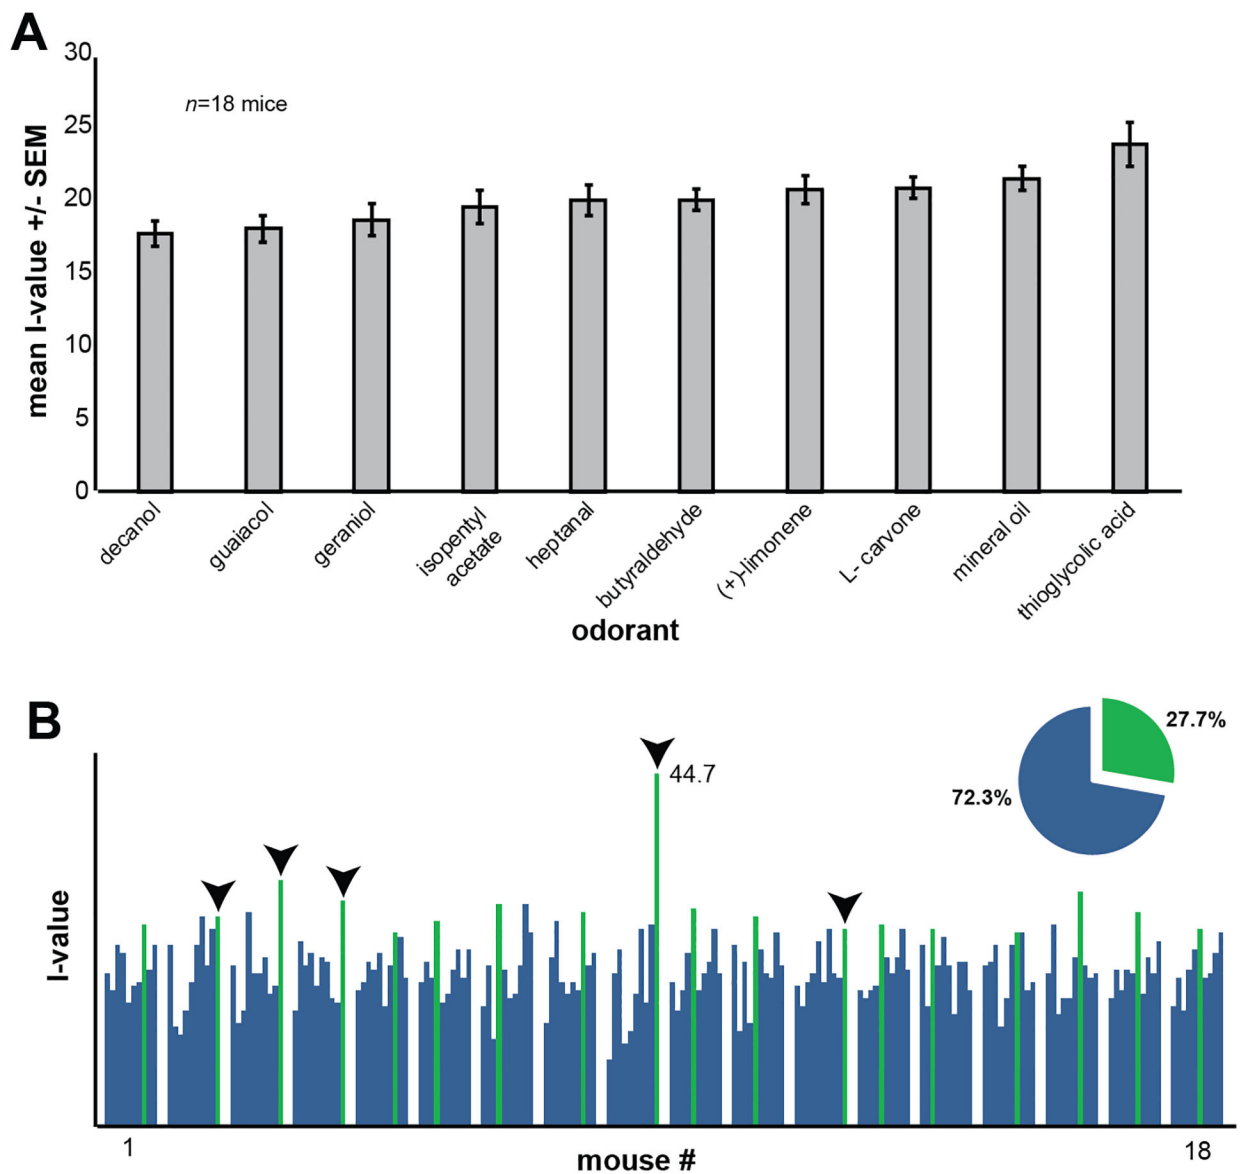 A
mean I-value +/- SEM
30
25
20
15
10
5
0
n=18 mice
decanol
guaiacol
geraniol
isopentyl
acetate
heptanal
butyraldehyde
(+)-limonene
L- carvone
mineral oil
thioglycolic acid
odorant
B
I-value
44.7
27.7%
72.3%
1
18
mouse #